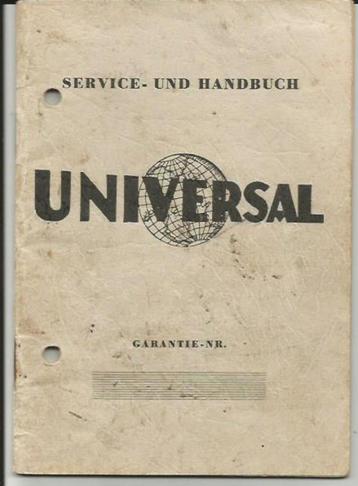 SERVICE- UND HANDBUCH
UNIVERSAL
GARANTIE-NR.